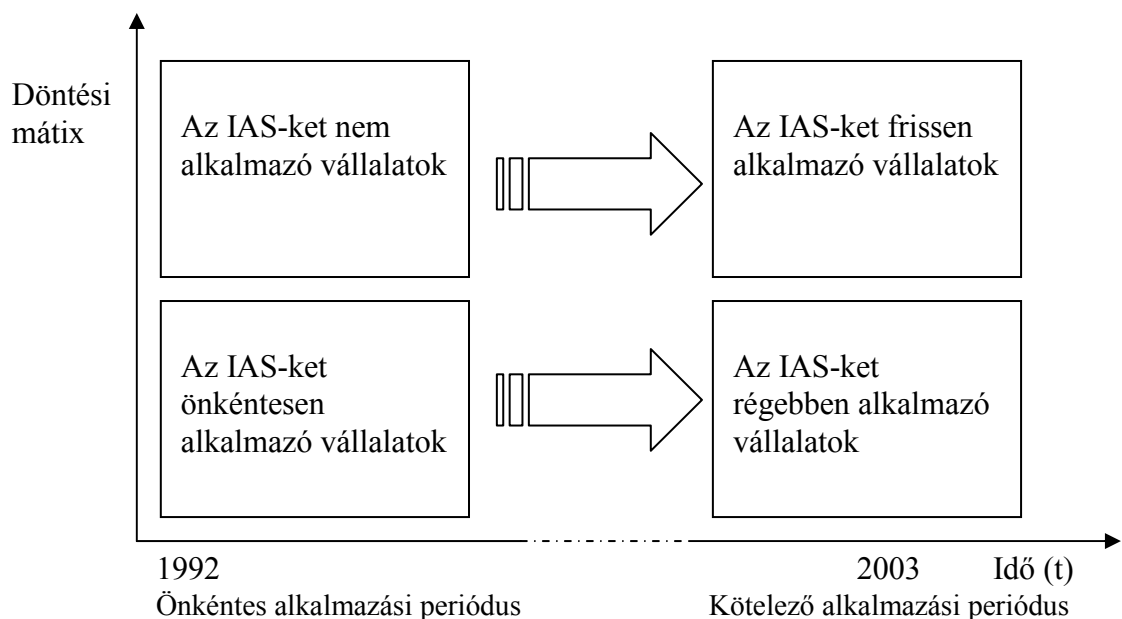 Döntési
mátix
Az IAS-ket nem
alkalmazó vállalatok
Az IAS-ket frissen
alkalmazó vállalatok
Az IAS-ket
önkéntesen
alkalmazó vállalatok
Az IAS-ket
régebben alkalmazó
vállalatok
1992
2003
Idő (t)
Önkéntes alkalmazási periódus
Kötelező alkalmazási periódus